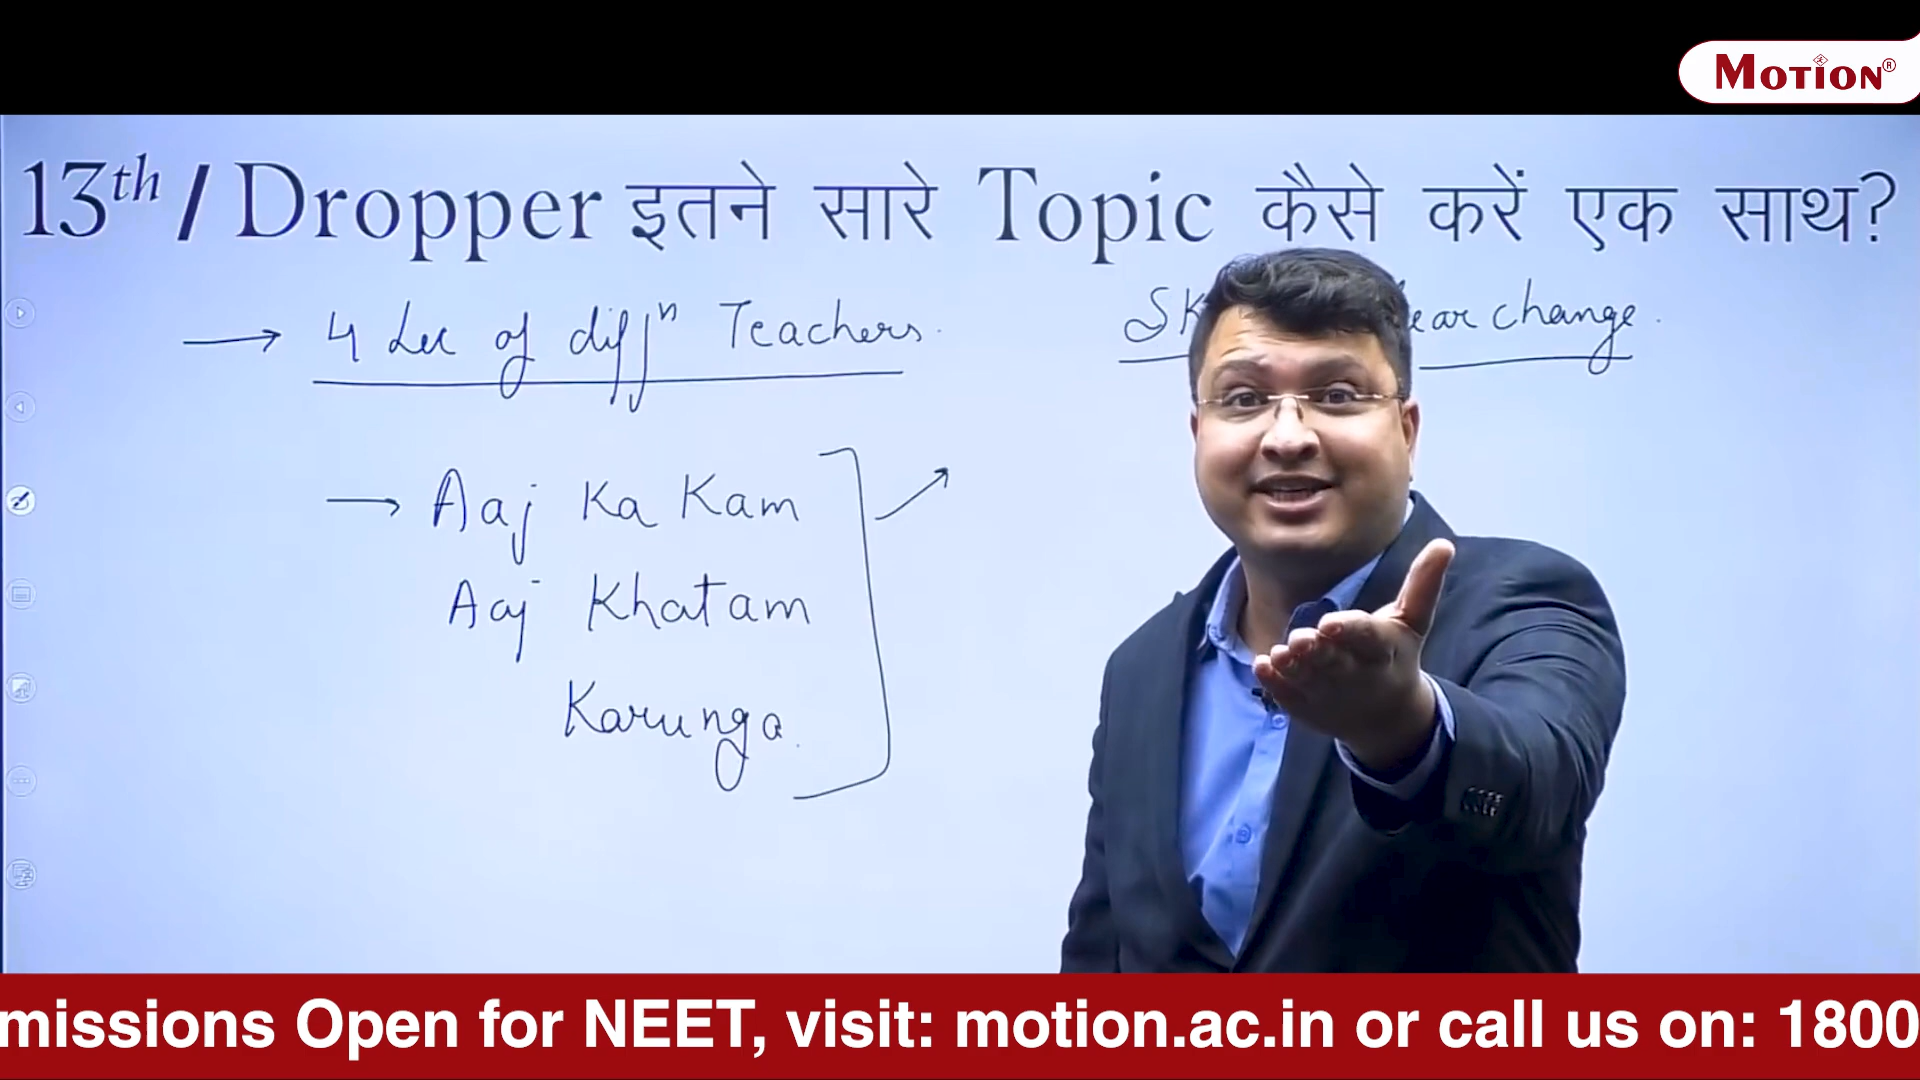 MOTION®
13th / Dropper इतने सारे Topic कैसे करें एक साथ?
→ 4 Lec of diffn Teachers.
change.
→ Aaj Ka Kam
Aaj Khatam
Karunga.
missions Open for NEET, visit: motion.ac.in or call us on: 1800